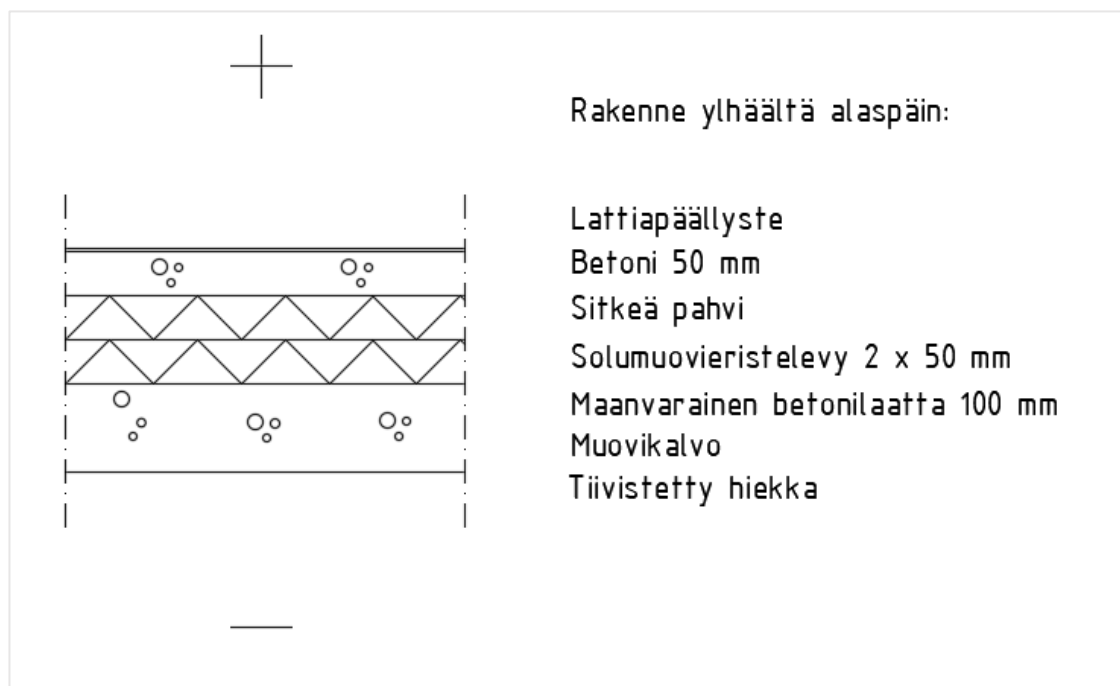 Rakenne ylhäältä alaspäin:
Lattiapäällyste
Betoni 50 mm
Sitkeä pahvi
Solumuovieristelevy 2 x 50 mm
Maanvarainen betonilaatta 100 mm
Muovikalvo
Tiivistetty hiekka